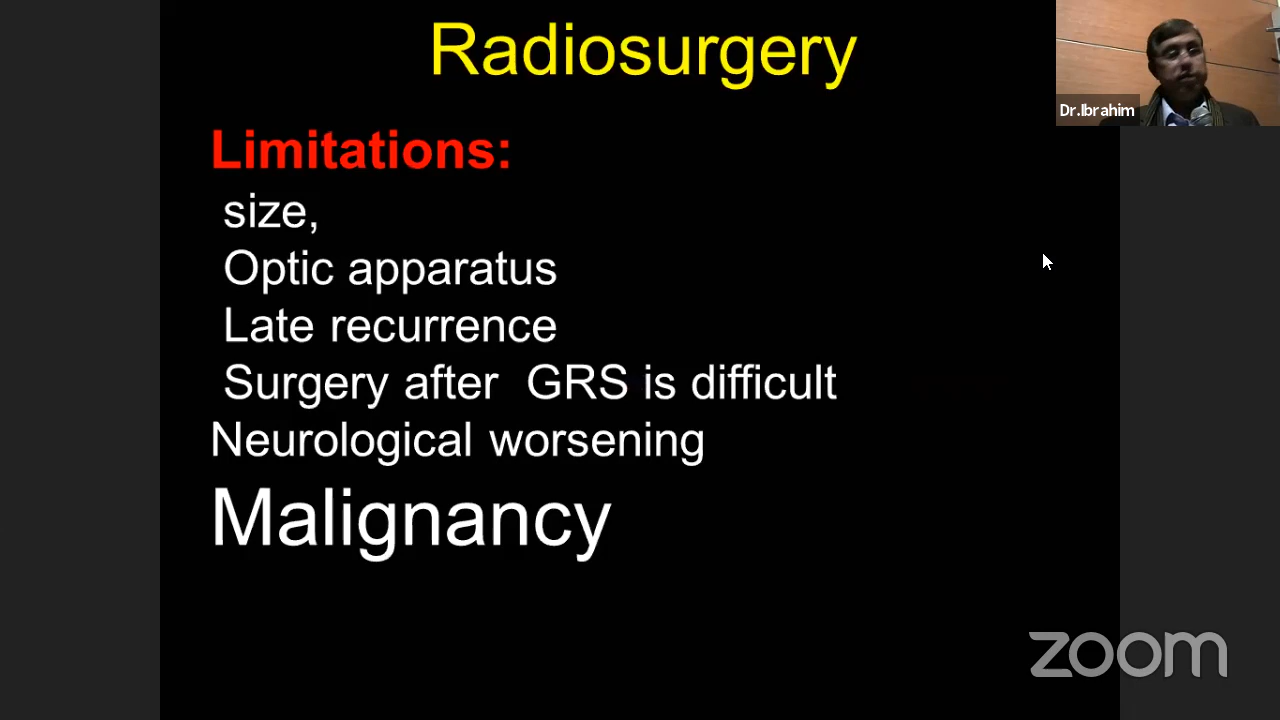 Radiosurgery
Dr.Ibrahim
Limitations:
size,
Optic apparatus
Late recurrence
Surgery after GRS is difficult
Neurological worsening
Malignancy
zoom